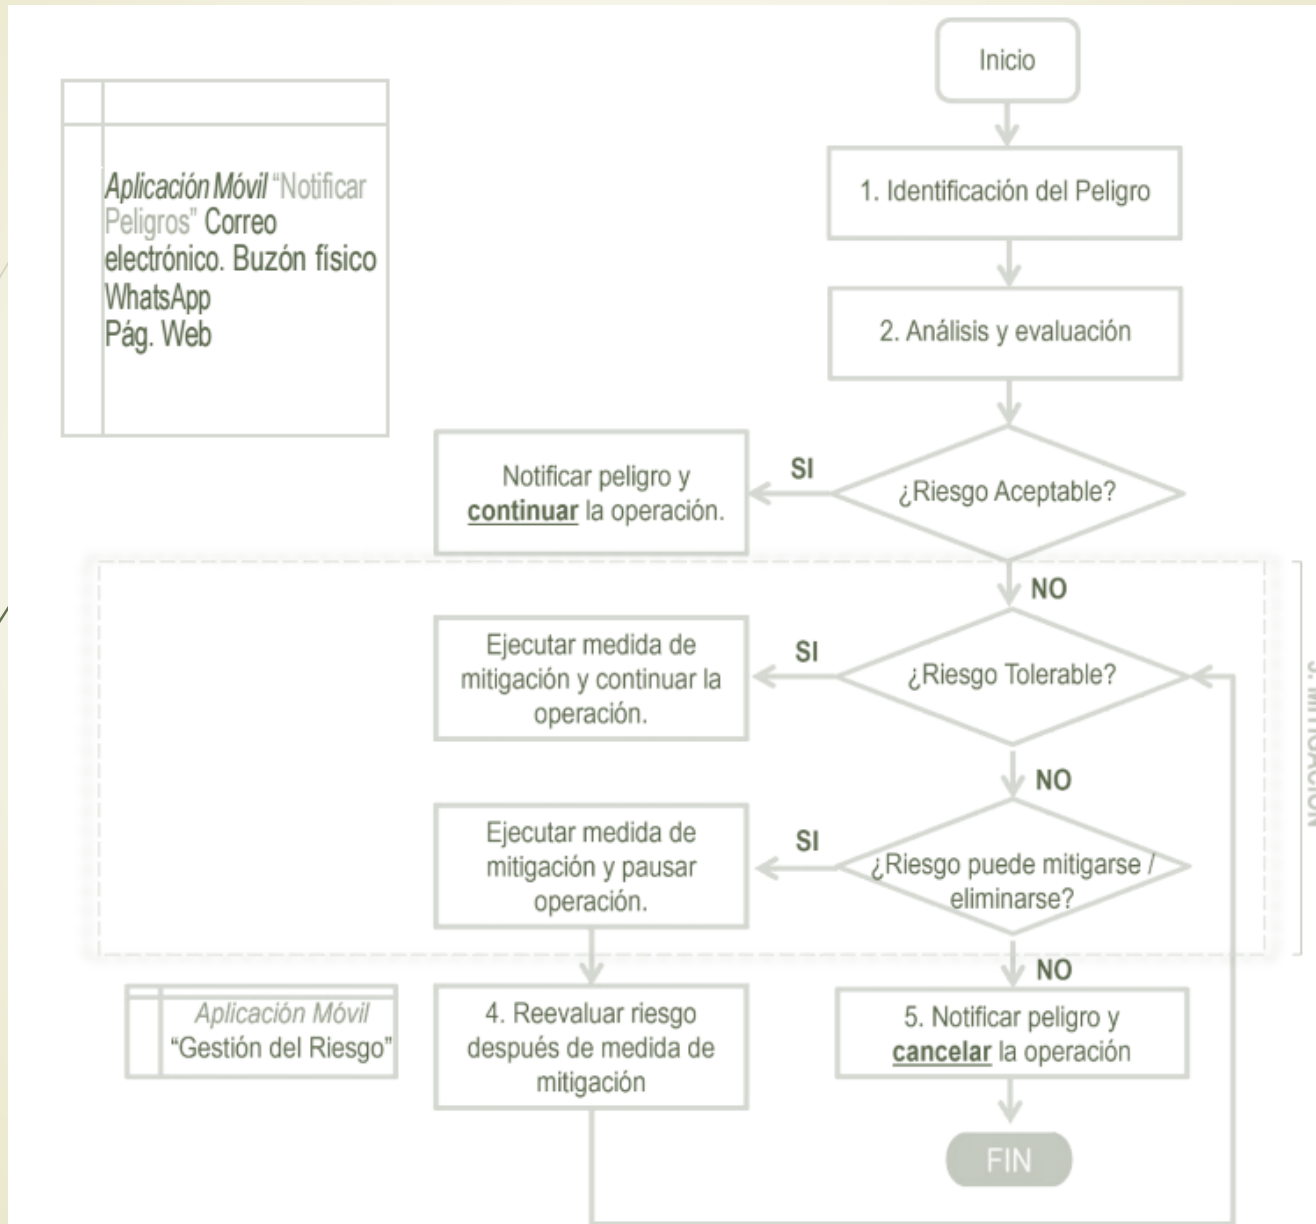 Inicio
1. Identificación del Peligro
Aplicación Móvil “Notificar
Peligros” Correo
electrónico. Buzón físico
WhatsApp
Pág. Web
2. Análisis y evaluación
¿Riesgo Aceptable?
SI
Notificar peligro y
continuar la operación.
NO
¿Riesgo Tolerable?
SI
Ejecutar medida de
mitigación y continuar la
operación.
NO
¿Riesgo puede mitigarse /
eliminarse?
SI
Ejecutar medida de
mitigación y pausar
operación.
NO
3. MITIGACIÓN
Aplicación Móvil
“Gestión del Riesgo”
4. Reevaluar riesgo
después de medida de
mitigación
5. Notificar peligro y
cancelar la operación
FIN